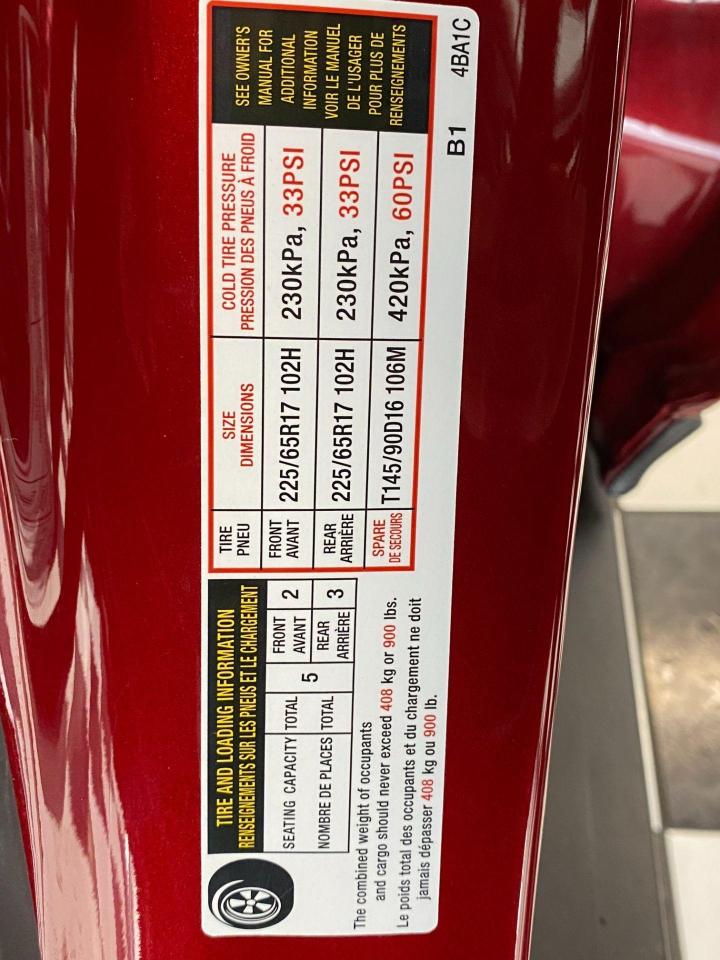 TIRE AND LOADING INFORMATION
RENSEIGNEMENTS SUR LES PNEUS ET LE CHARGEMENT
SEATING CAPACITY TOTAL 5 FRONT AVANT 2
NOMBRE DE PLACES TOTAL REAR ARRIÈRE 3
The combined weight of occupants
and cargo should never exceed 408 kg or 900 lbs.
Le poids total des occupants et du chargement ne doit
jamais dépasser 408 kg ou 900 lb.
TIRE
PNEU
SIZE
DIMENSIONS
COLD TIRE PRESSURE
PRESSION DES PNEUS À FROID
FRONT
AVANT
225/65R17 102H
230kPa, 33PSI
REAR
ARRIÈRE
225/65R17 102H
230kPa, 33PSI
SPARE
DE SECOURS
T145/90D16 106M
420kPa, 60PSI
SEE OWNER'S
MANUAL FOR
ADDITIONAL
INFORMATION
VOIR LE MANUEL
DE L'USAGER
POUR PLUS DE
RENSEIGNEMENTS
B1 4BA1C